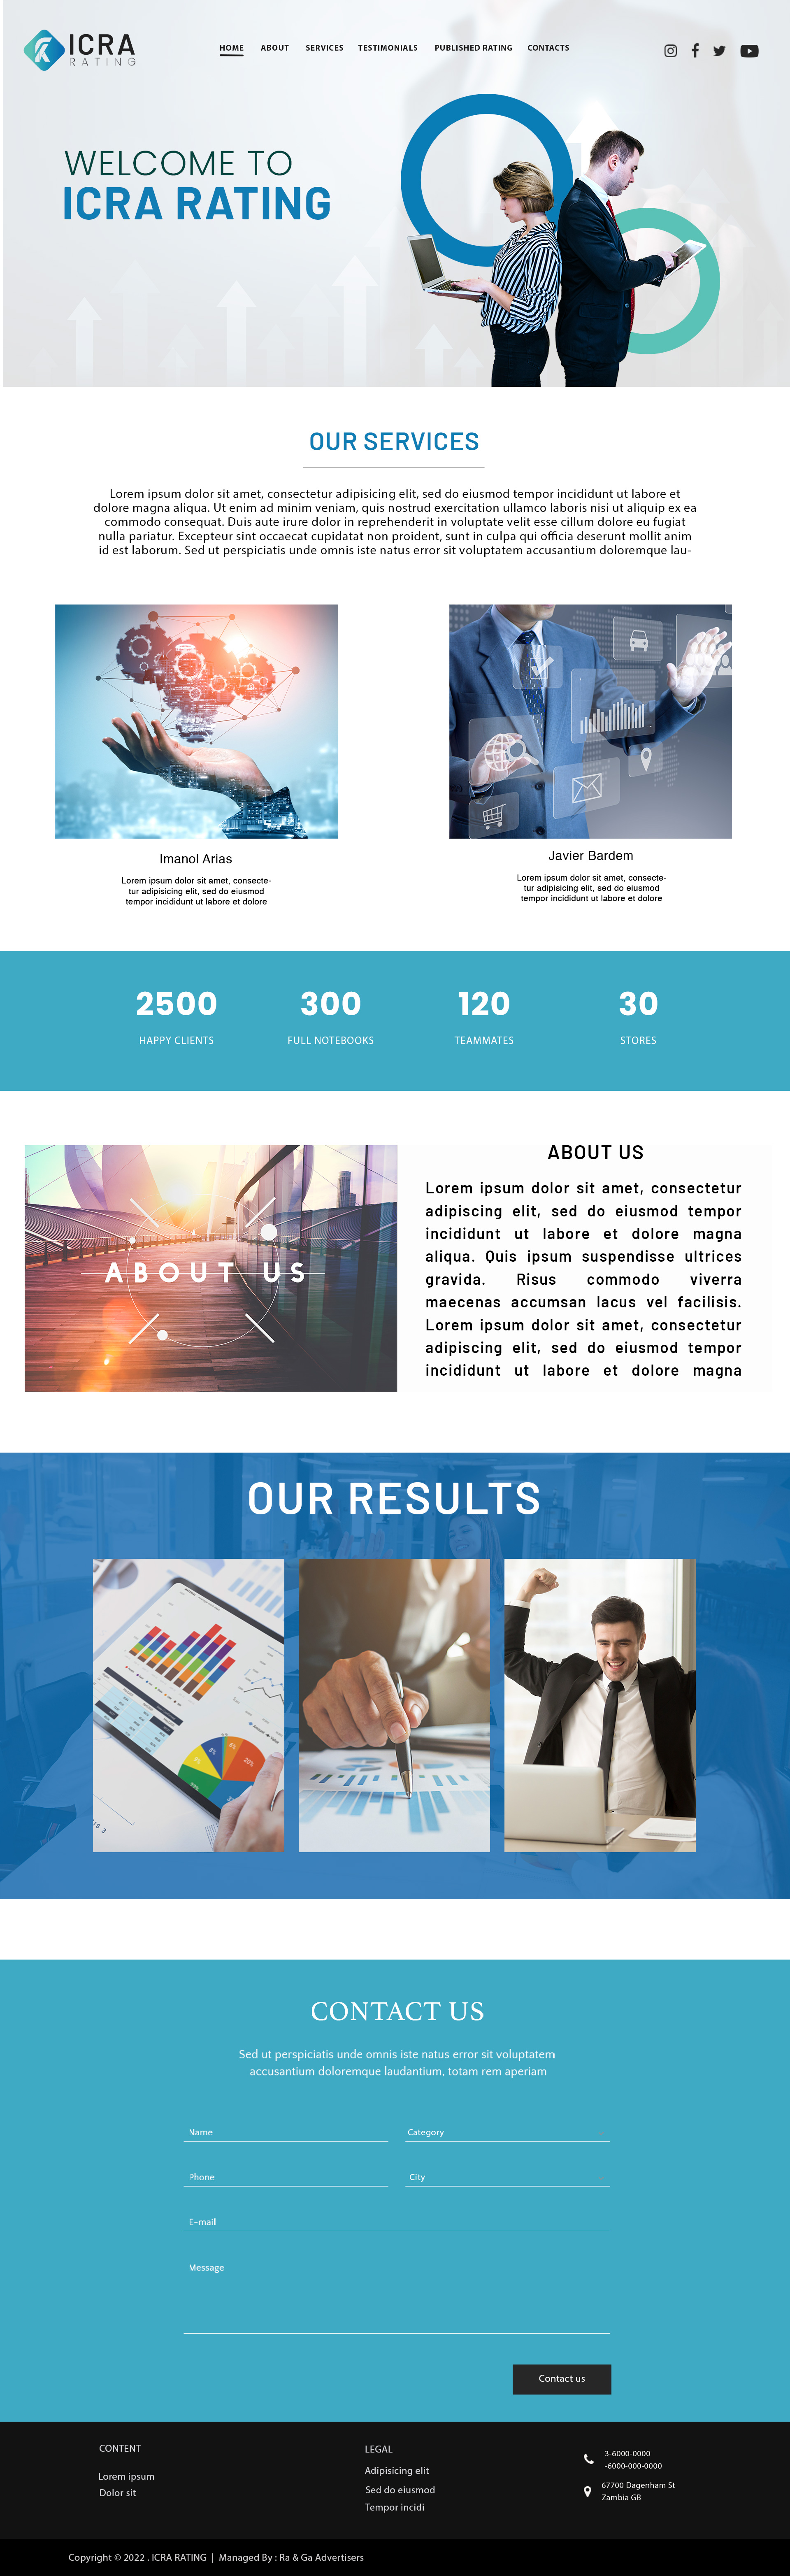 ICRA
RATING
HOME ABOUT SERVICES TESTIMONIALS PUBLISHED RATING CONTACTS
WELCOME TO
ICRA RATING
OUR SERVICES
Lorem ipsum dolor sit amet, consectetur adipisicing elit, sed do eiusmod tempor incididunt ut labore et
dolore magna aliqua. Ut enim ad minim veniam, quis nostrud exercitation ullamco laboris nisi ut aliquip ex ea
commodo consequat. Duis aute irure dolor in reprehenderit in voluptate velit esse cillum dolore eu fugiat
nulla pariatur. Excepteur sint occaecat cupidatat non proident, sunt in culpa qui officia deserunt mollit anim
id est laborum. Sed ut perspiciatis unde omnis iste natus error sit voluptatem accusantium doloremque lau-
Imanol Arias
Lorem ipsum dolor sit amet, consecte-
tur adipisicing elit, sed do eiusmod
tempor incididunt ut labore et dolore
Javier Bardem
Lorem ipsum dolor sit amet, consecte-
tur adipisicing elit, sed do eiusmod
tempor incididunt ut labore et dolore
2500 300 120 30
HAPPY CLIENTS FULL NOTEBOOKS TEAMMATES STORES
ABOUT US
ABOUT US
Lorem ipsum dolor sit amet, consectetur
adipiscing elit, sed do eiusmod tempor
incididunt ut labore et dolore magna
aliqua. Quis ipsum suspendisse ultrices
gravida. Risus commodo viverra
maecenas accumsan lacus vel facilisis.
Lorem ipsum dolor sit amet, consectetur
adipiscing elit, sed do eiusmod tempor
incididunt ut labore et dolore magna
OUR RESULTS
CONTACT US
Sed ut perspiciatis unde omnis iste natus error sit voluptatem
accusantium doloremque laudantium, totam rem aperiam
Name Category
Phone City
E-mail
Message
Contact us
CONTENT
Lorem ipsum
Dolor sit
LEGAL
Adipisicing elit
Sed do eiusmod
Tempor incidi
3-6000-0000
-6000-000-0000
67700 Dagenham St
Zambia GB
Copyright © 2022 . ICRA RATING | Managed By : Ra & Ga Advertisers